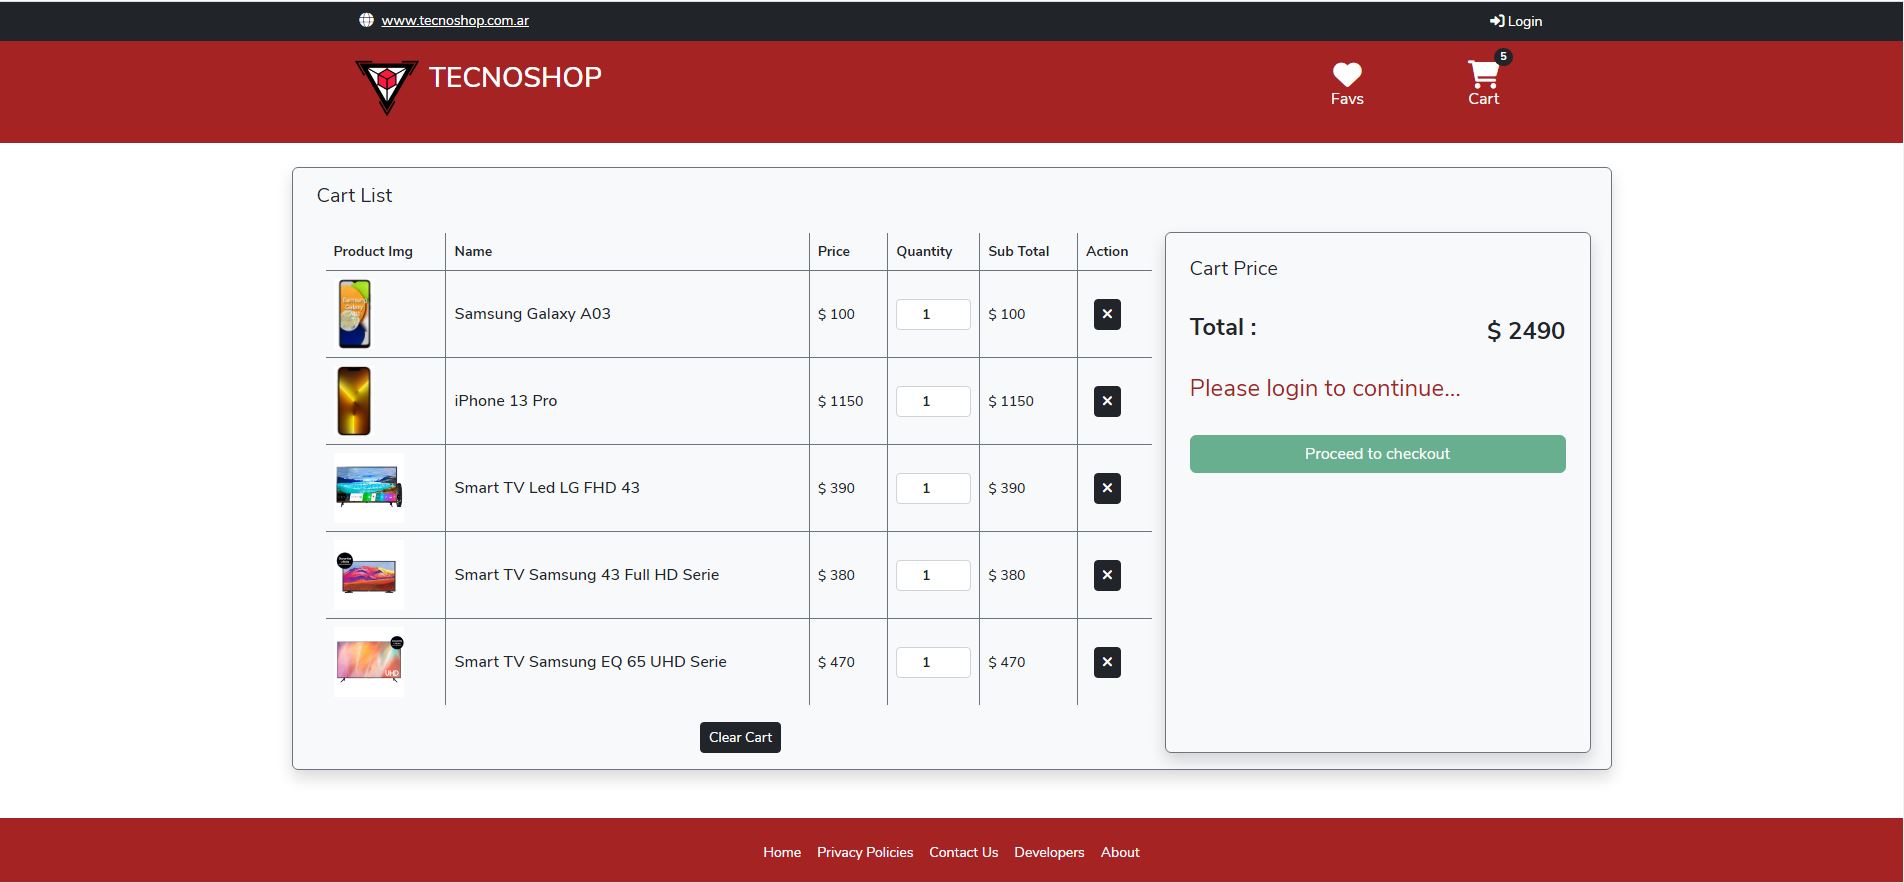 www.tecnoshop.com.ar
Login
TECNOSHOP
Favs
5
Cart
Cart List
Product Img Name Price Quantity Sub Total Action
Samsung Galaxy A03 $ 100 1 $ 100 ×
iPhone 13 Pro $ 1150 1 $ 1150 ×
Smart TV Led LG FHD 43 $ 390 1 $ 390 ×
Smart TV Samsung 43 Full HD Serie $ 380 1 $ 380 ×
UHD
Smart TV Samsung EQ 65 UHD Serie $ 470 1 $ 470 ×
Clear Cart
Cart Price
Total : $ 2490
Please login to continue...
Proceed to checkout
Home Privacy Policies Contact Us Developers About